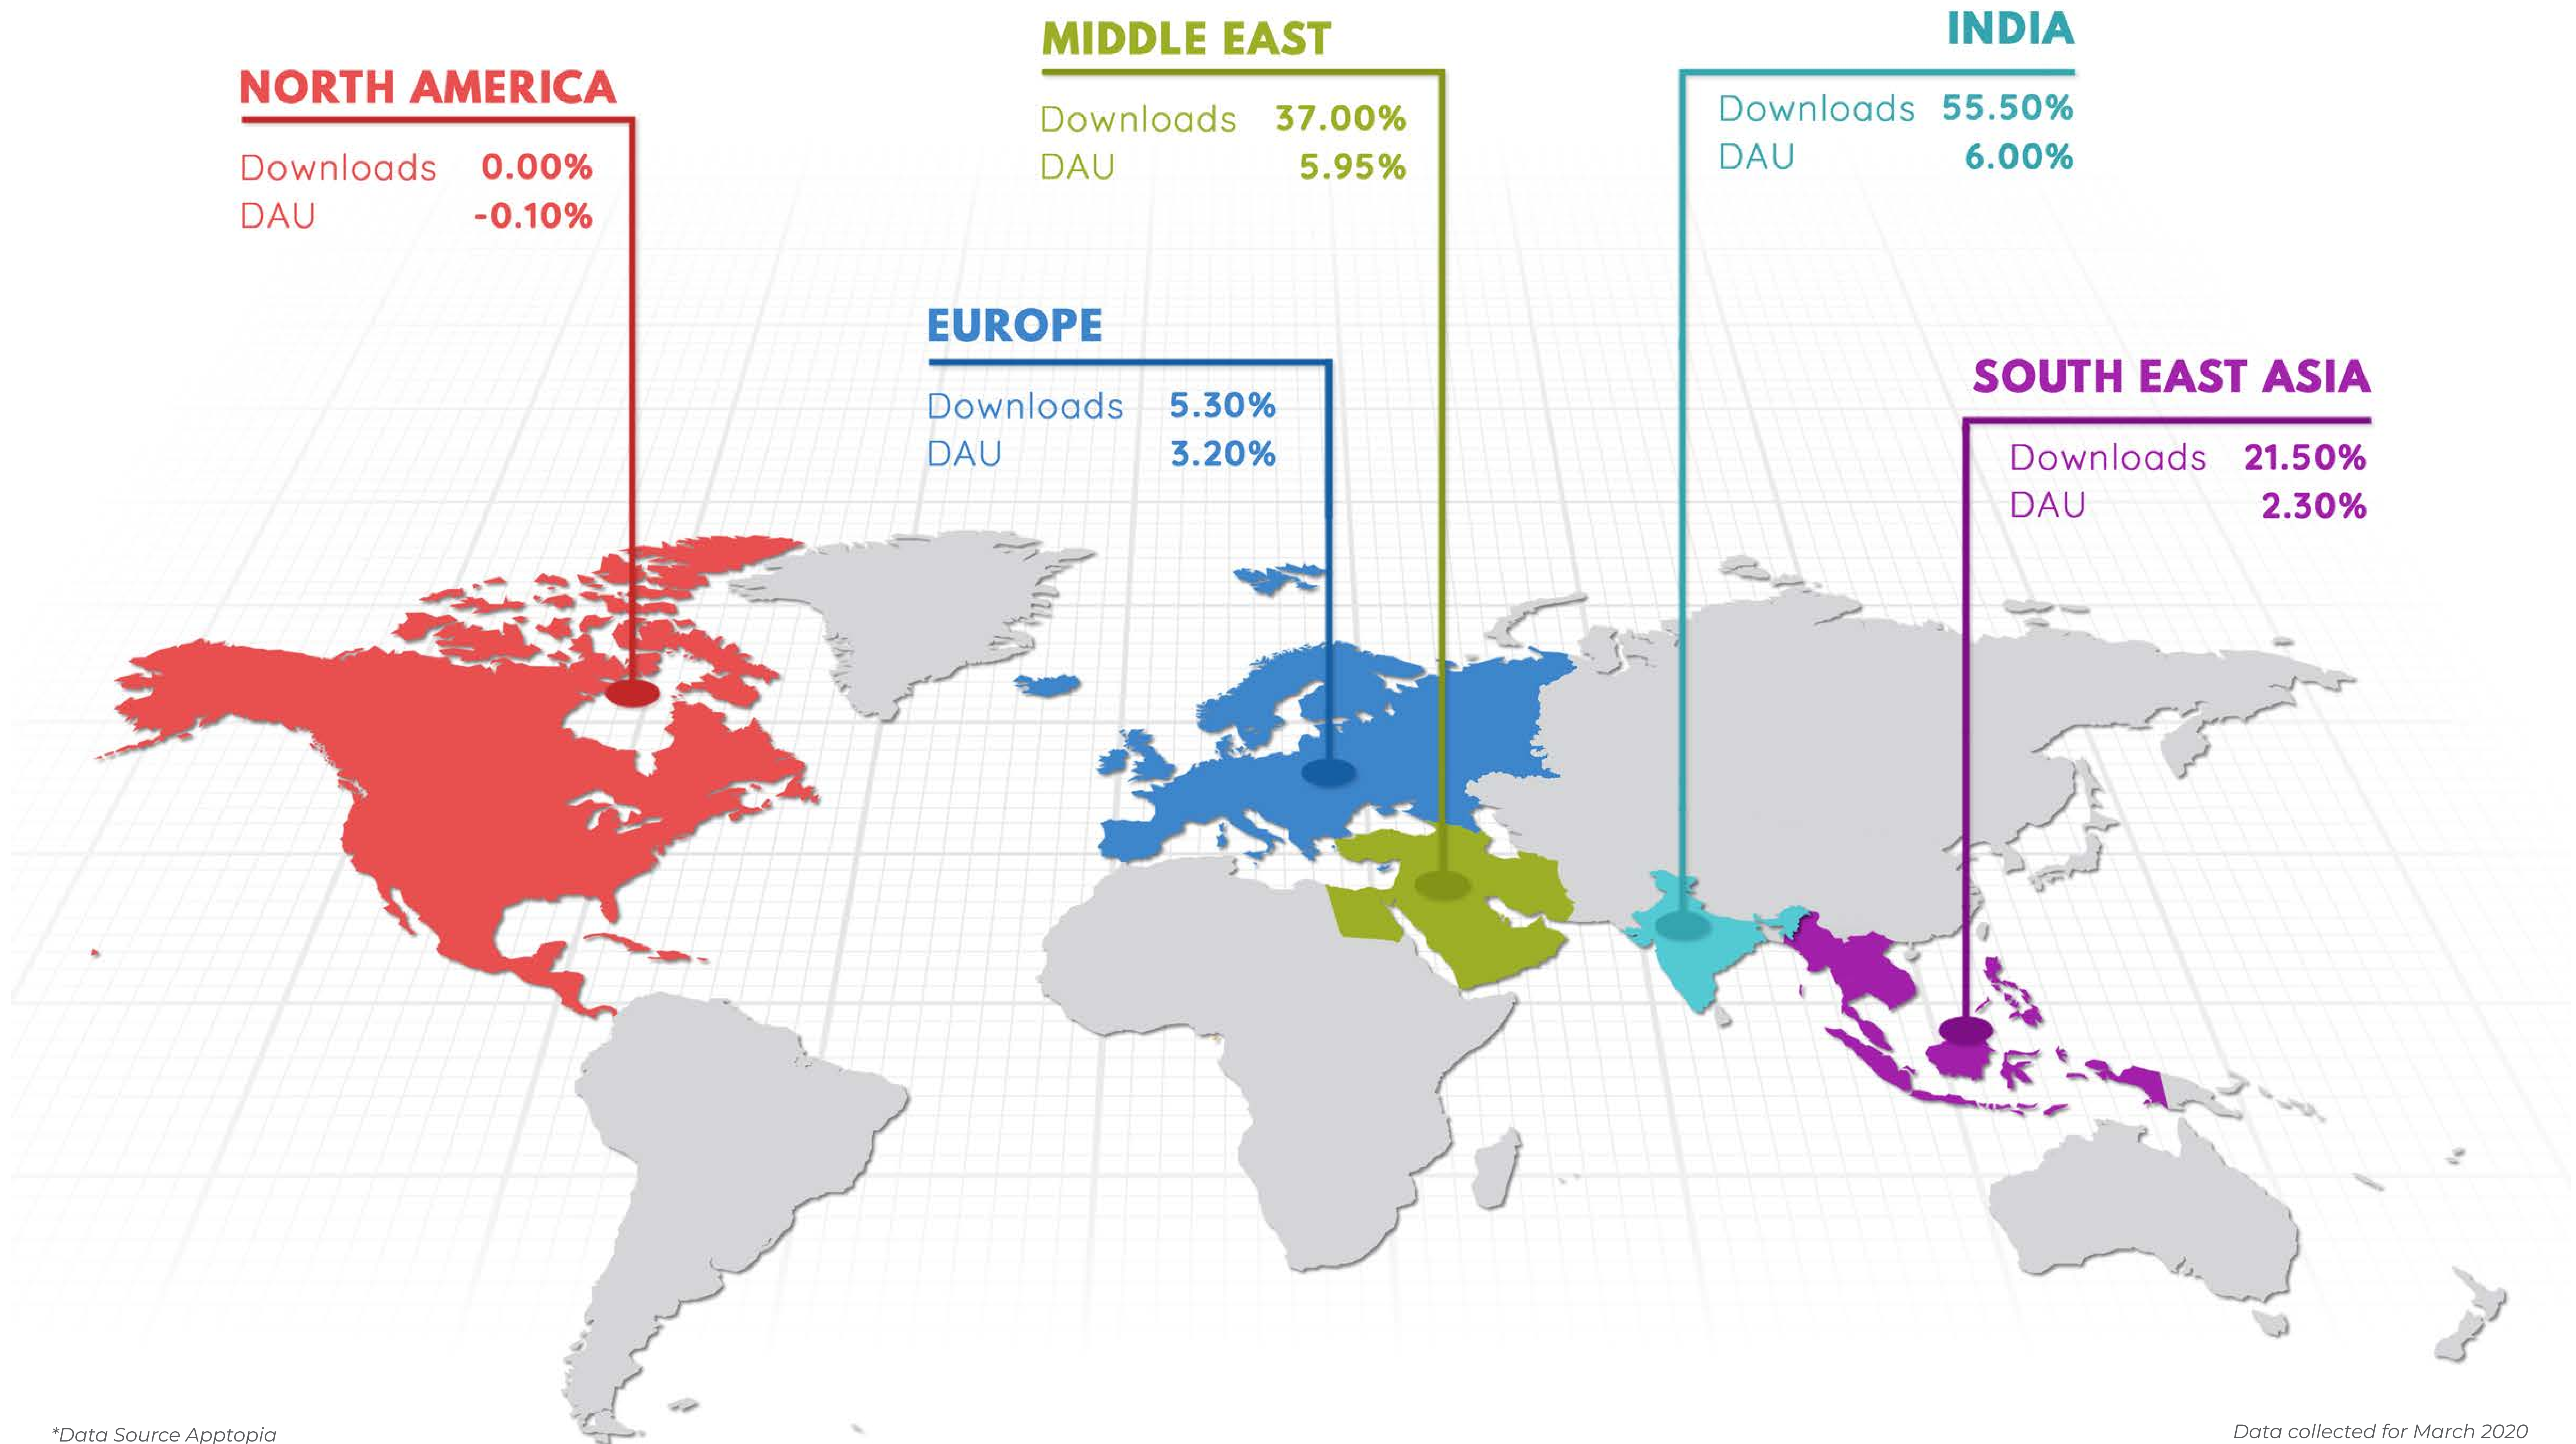 NORTH AMERICA
Downloads 0.00%
DAU -0.10%
MIDDLE EAST
Downloads 37.00%
DAU 5.95%
INDIA
Downloads 55.50%
DAU 6.00%
EUROPE
Downloads 5.30%
DAU 3.20%
SOUTH EAST ASIA
Downloads 21.50%
DAU 2.30%
*Data Source Apptopia
Data collected for March 2020